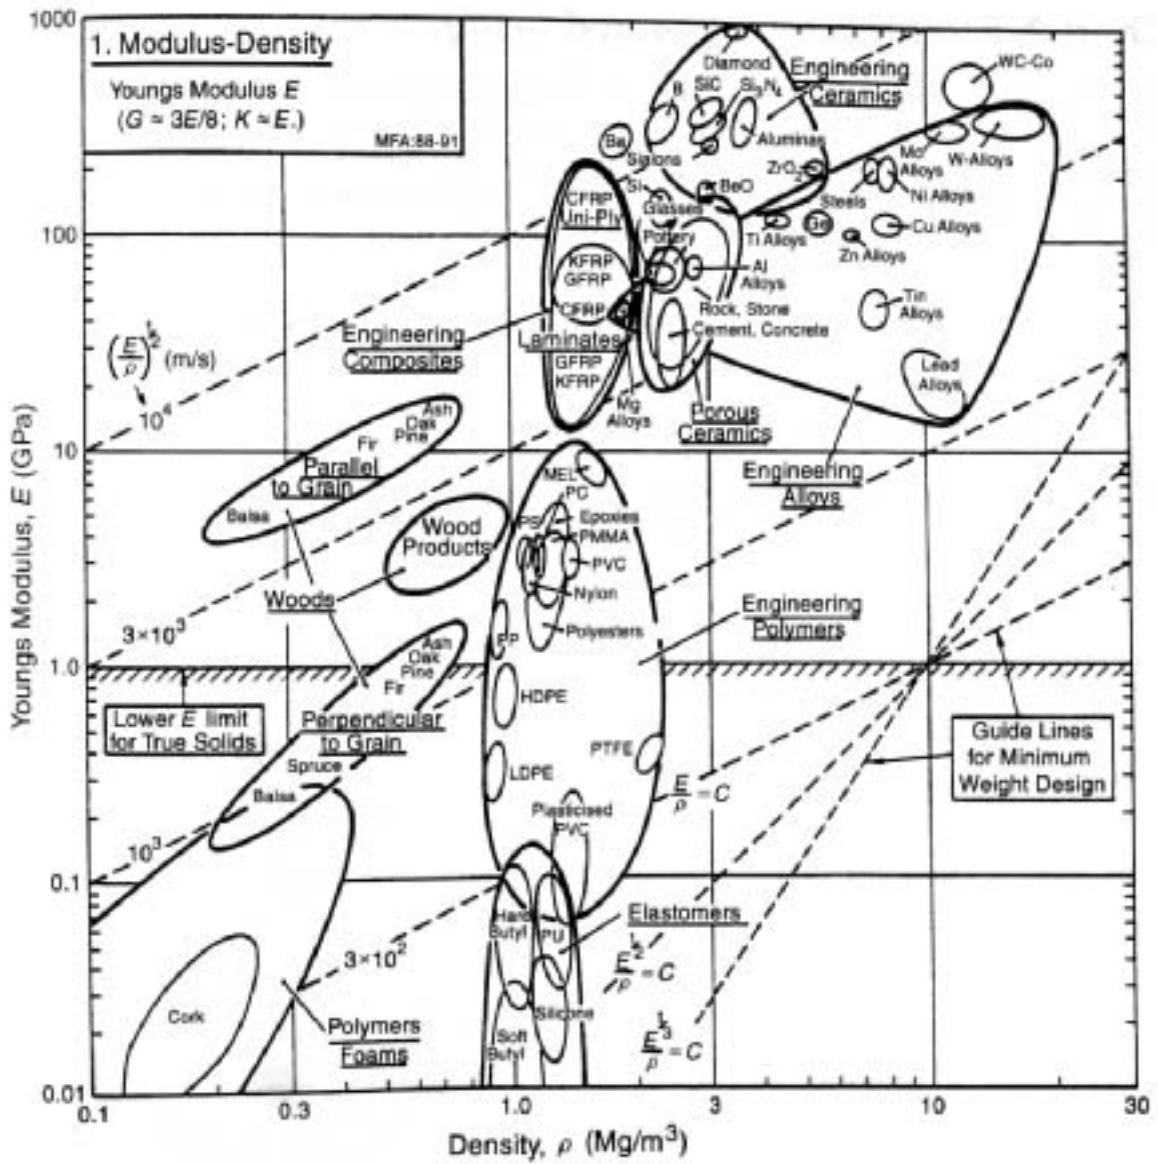 1000
1. Modulus-Density
Youngs Modulus E
(G ≈ 3E/8; K ≈ E.)
MFA:88-91
Diamond
Engineering
Ceramics
WC-Co
B
SiC
Si3N4
Be
Sialons
Aluminas
ZrO2
BeO
Mo
Alloys
W-Alloys
Steels
Ni Alloys
Si
Glasses
CFRP
Uni-Ply
100
Pottery
Ti Alloys
Ge
Zn Alloys
Cu Alloys
KFRP
GFRP
CFRP
Al
Alloys
Rock, Stone
Cement, Concrete
Tin
Alloys
Engineering
Composites
Laminates
GFRP
KFRP
Lead
Alloys
Mg
Alloys
Porous
Ceramics
(E/ρ)^1/2 (m/s)
10^4
Ash
Oak
Pine
Fir
Parallel
to Grain
Balsa
10
MEL
PC
Engineering
Alloys
Wood
Products
PS
Epoxies
PMMA
PVC
Nylon
Woods
Engineering
Polymers
3×10^3
PP
Polyesters
Ash
Oak
Pine
Fir
1.0
Lower E limit
for True Solids
Perpendicular
to Grain
HDPE
PTFE
Guide Lines
for Minimum
Weight Design
Spruce
LDPE
Balsa
Plasticised
PVC
E/ρ = C
10^3
0.1
Hard
Butyl
PU
Elastomers
3×10^2
E^1/2/ρ = C
Cork
Polymers
Foams
Silicone
Soft
Butyl
E^1/3/ρ = C
0.01
0.1
0.3
1.0
3
10
30
Youngs Modulus, E (GPa)
Density, ρ (Mg/m^3)